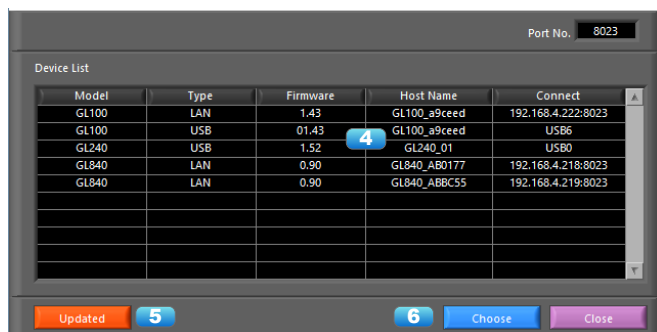 Port No. 8023
Device List
Model Type Firmware Host Name Connect
GL100 LAN 1.43 GL100_a9ceed 192.168.4.222:8023
GL100 USB 01.43 GL100_a9ceed USB6
4
GL240 USB 1.52 GL240_01 USB0
GL840 LAN 0.90 GL840_AB0177 192.168.4.218:8023
GL840 LAN 0.90 GL840_ABBC55 192.168.4.219:8023
Updated 5 6 Choose Close